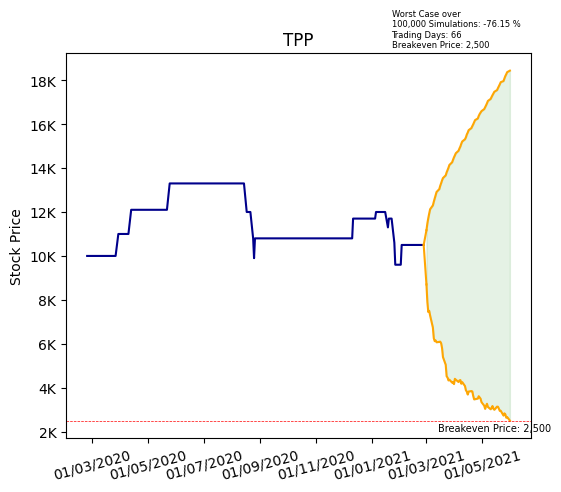 Worst Case over
100,000 Simulations: -76.15 %
Trading Days: 66
Breakeven Price: 2,500
TPP
Stock Price
18K
16K
14K
12K
10K
8K
6K
4K
2K
Breakeven Price: 2,500
01/03/2020
01/05/2020
01/07/2020
01/09/2020
01/11/2020
01/01/2021
01/03/2021
01/05/2021